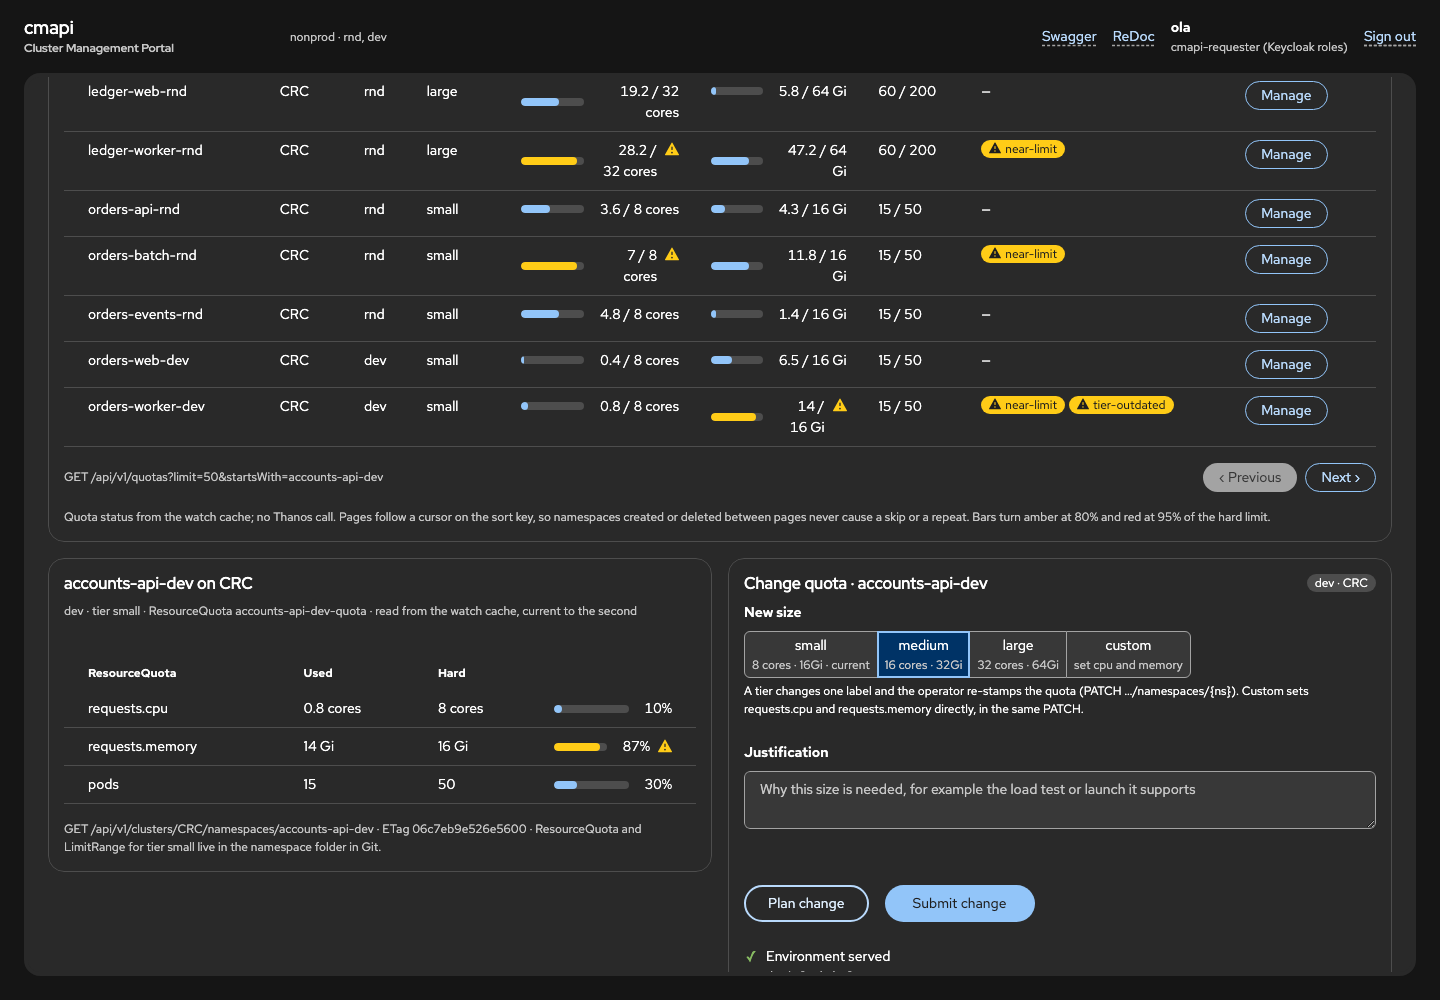 cmapi
Cluster Management Portal
nonprod · rnd, dev
Swagger
ReDoc
ola
cmapi-requester (Keycloak roles)
Sign out
ledger-web-rnd CRC rnd large 19.2 / 32 cores 5.8 / 64 Gi 60 / 200 – Manage
ledger-worker-rnd CRC rnd large 28.2 / 32 cores 47.2 / 64 Gi 60 / 200 near-limit Manage
orders-api-rnd CRC rnd small 3.6 / 8 cores 4.3 / 16 Gi 15 / 50 – Manage
orders-batch-rnd CRC rnd small 7 / 8 cores 11.8 / 16 Gi 15 / 50 near-limit Manage
orders-events-rnd CRC rnd small 4.8 / 8 cores 1.4 / 16 Gi 15 / 50 – Manage
orders-web-dev CRC dev small 0.4 / 8 cores 6.5 / 16 Gi 15 / 50 – Manage
orders-worker-dev CRC dev small 0.8 / 8 cores 14 / 16 Gi 15 / 50 near-limit tier-outdated Manage
GET /api/v1/quotas?limit=50&startsWith=accounts-api-dev
‹ Previous
Next ›
Quota status from the watch cache; no Thanos call. Pages follow a cursor on the sort key, so namespaces created or deleted between pages never cause a skip or a repeat. Bars turn amber at 80% and red at 95% of the hard limit.
accounts-api-dev on CRC
dev · tier small · ResourceQuota accounts-api-dev-quota · read from the watch cache, current to the second
ResourceQuota Used Hard
requests.cpu 0.8 cores 8 cores 10%
requests.memory 14 Gi 16 Gi 87%
pods 15 50 30%
GET /api/v1/clusters/CRC/namespaces/accounts-api-dev · ETag 06c7eb9e526e5600 · ResourceQuota and
LimitRange for tier small live in the namespace folder in Git.
Change quota · accounts-api-dev
dev · CRC
New size
small medium large custom
8 cores · 16Gi · current 16 cores · 32Gi 32 cores · 64Gi set cpu and memory
A tier changes one label and the operator re-stamps the quota (PATCH …/namespaces/{ns}). Custom sets
requests.cpu and requests.memory directly, in the same PATCH.
Justification
Why this size is needed, for example the load test or launch it supports
Plan change
Submit change
✓ Environment served